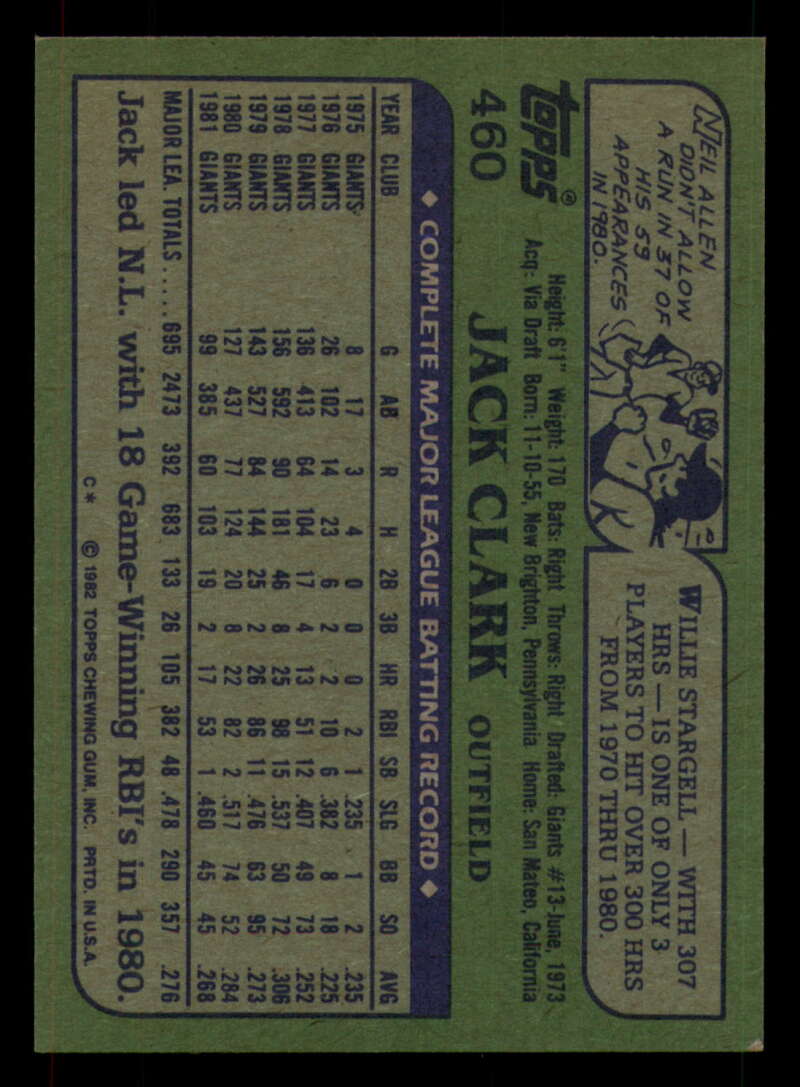 NEIL ALLEN
DIDN'T ALLOW
A RUN IN 37 OF
HIS 59
APPEARANCES
IN 1980.
WILLIE STARGELL — WITH 307
HRS — IS ONE OF ONLY 3
PLAYERS TO HIT OVER 300 HRS
FROM 1970 THRU 1980.
topps®
Height: 6'1" Weight: 170 Bats: Right Throws: Right Drafted: Giants #13-June, 1973
Acq: Via Draft Born: 11-10-55, New Brighton, Pennsylvania Home: San Mateo, California
460 JACK CLARK OUTFIELD
◆ COMPLETE MAJOR LEAGUE BATTING RECORD ◆
YEAR CLUB G AB R H 2B 3B HR RBI SB SLG BB SO AVG
1975 GIANTS 8 17 3 4 0 0 0 2 1 .235 1 2 .235
1976 GIANTS 26 102 14 23 6 2 2 10 6 .382 8 18 .225
1977 GIANTS 136 413 64 104 17 4 13 51 12 .407 49 73 .252
1978 GIANTS 156 592 90 181 46 8 25 98 15 .537 50 72 .306
1979 GIANTS 143 527 84 144 25 2 26 86 11 .476 63 95 .273
1980 GIANTS 127 437 77 124 20 8 22 82 2 .517 74 52 .284
1981 GIANTS 99 385 60 103 19 2 17 53 1 .460 45 45 .268
MAJOR LEA. TOTALS ..... 695 2473 392 683 133 26 105 382 48 .478 290 357 .276
Jack led N.L. with 18 Game-Winning RBI's in 1980.
C* © 1982 TOPPS CHEWING GUM, INC. PRTD. IN U.S.A.